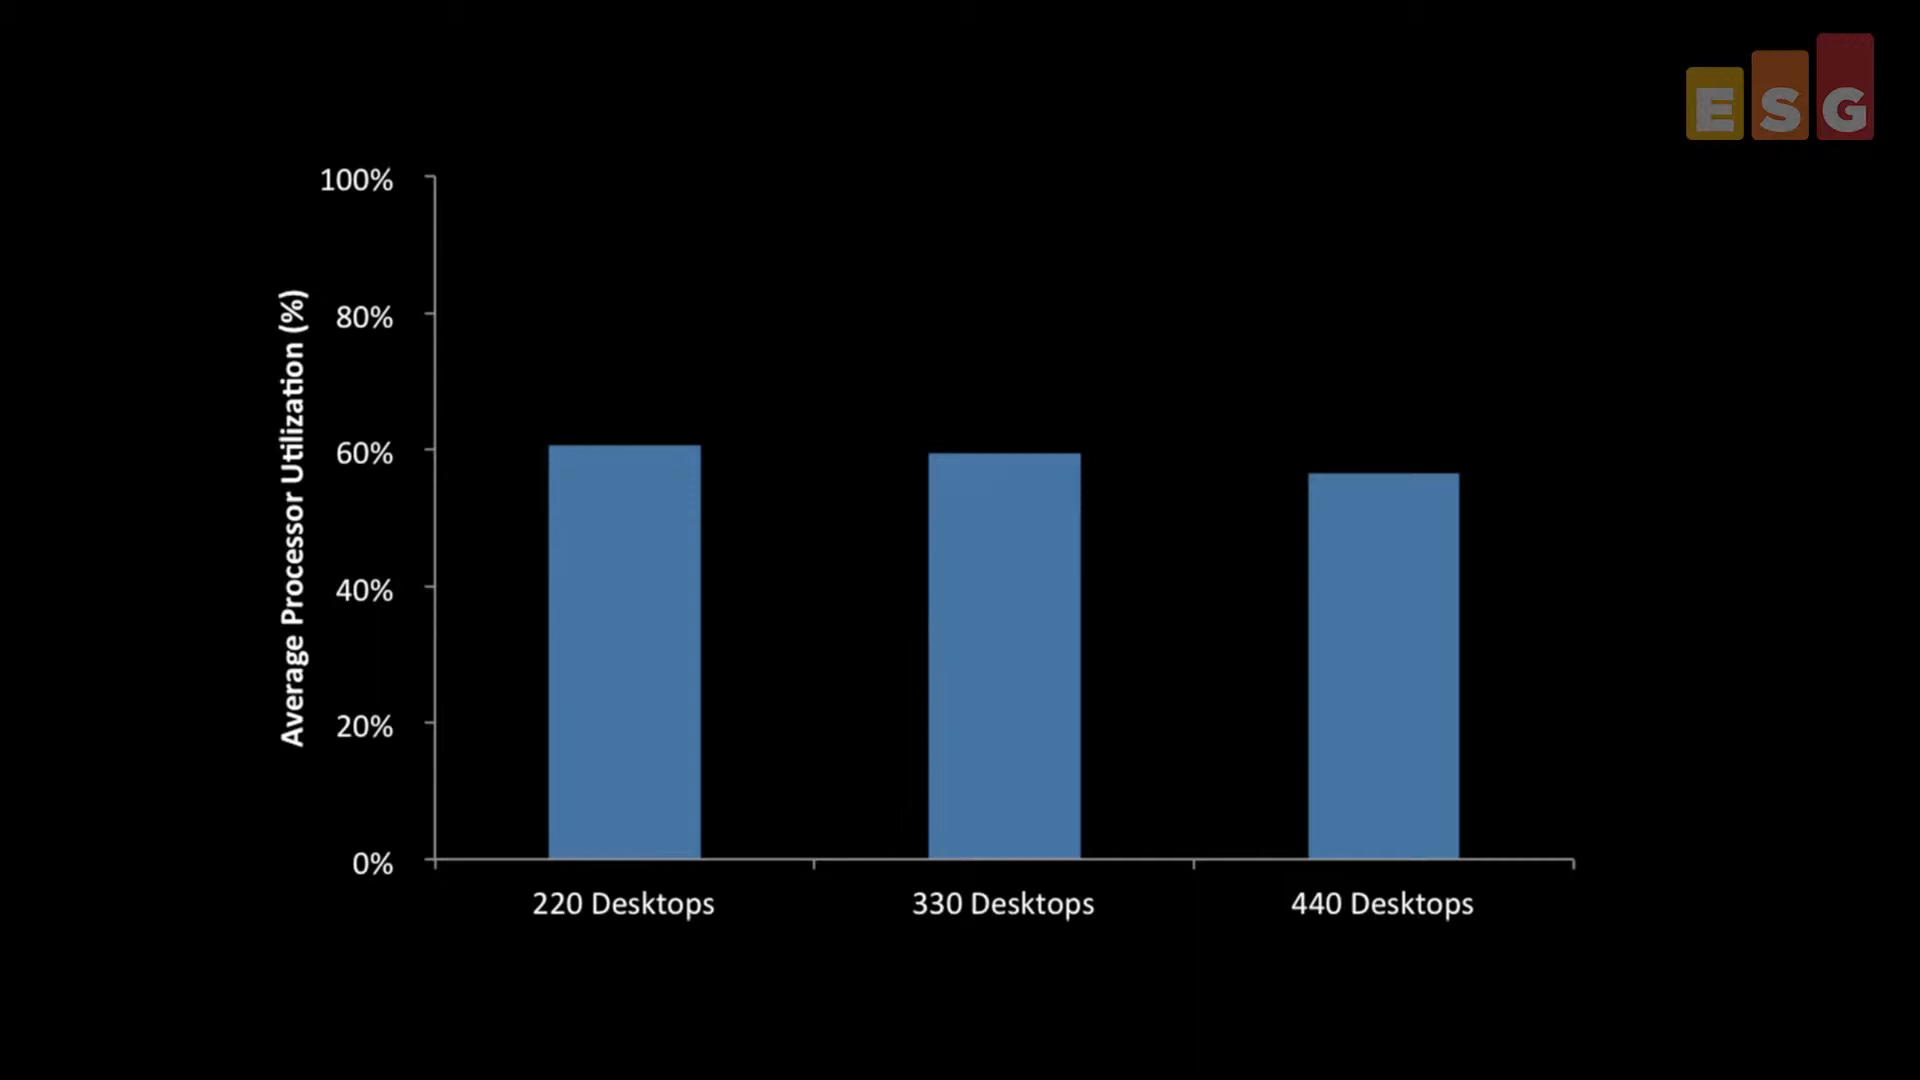 ESG
100%
80%
60%
40%
20%
0%
Average Processor Utilization (%)
220 Desktops
330 Desktops
440 Desktops